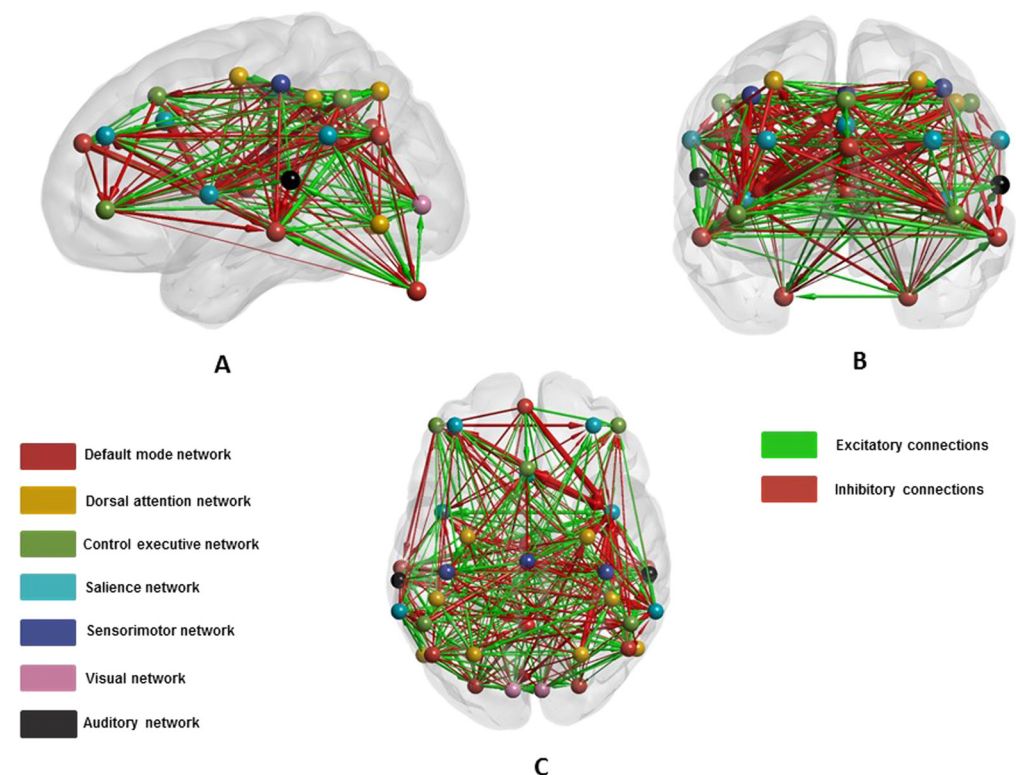 A
B
Default mode network
Dorsal attention network
Control executive network
Salience network
Sensorimotor network
Visual network
Auditory network
Excitatory connections
Inhibitory connections
C